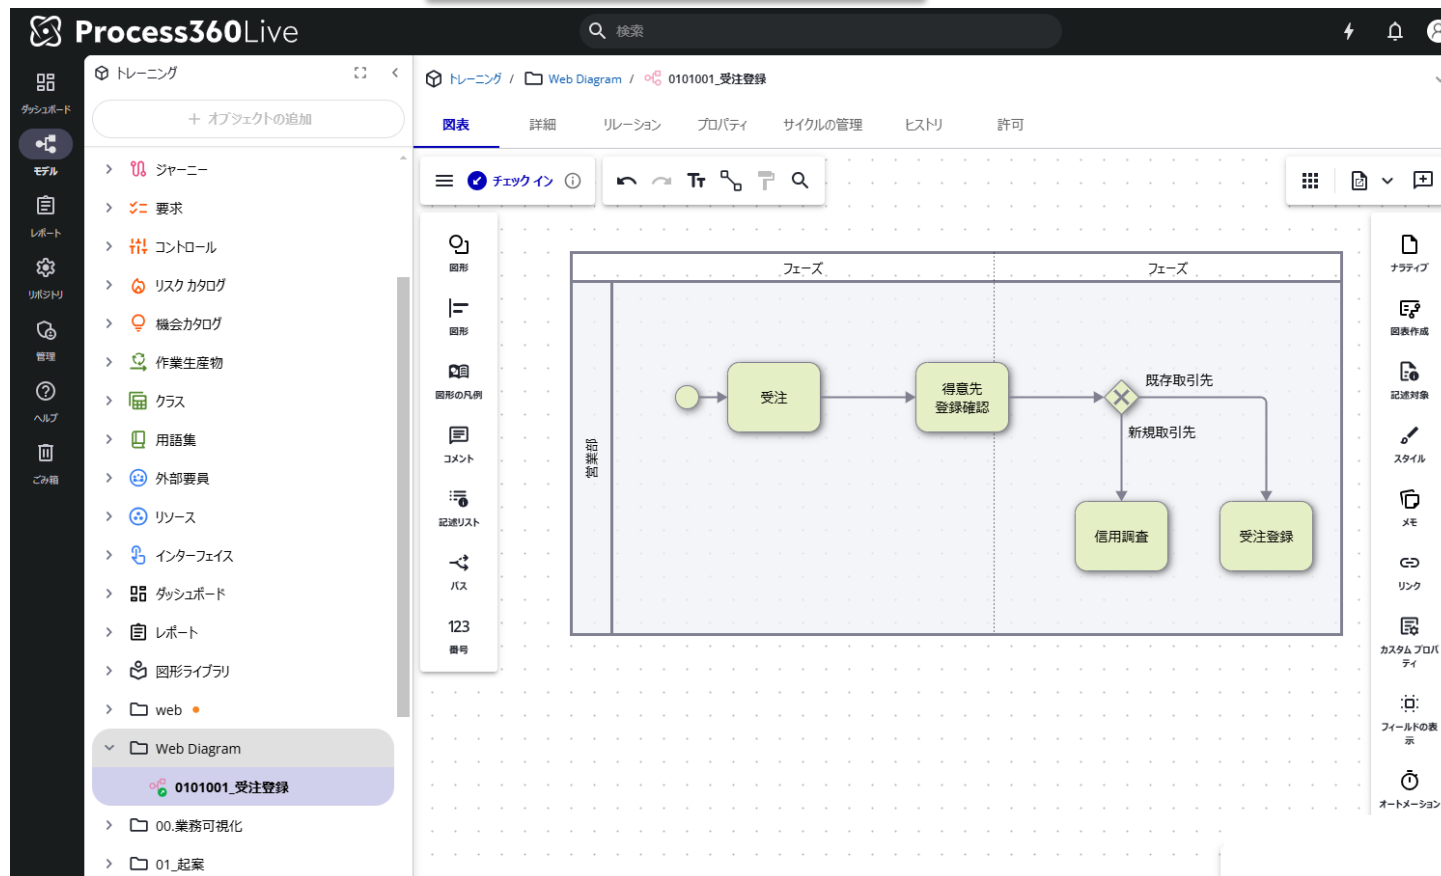 Process360Live
検索
ダッシュボード
モデル
レポート
リポジトリ
管理
ヘルプ
ごみ箱
トレーニング
+ オブジェクトの追加
ジャーニー
要求
コントロール
リスク カタログ
機会カタログ
作業生産物
クラス
用語集
外部要員
リソース
インターフェイス
ダッシュボード
レポート
図形ライブラリ
web
Web Diagram
0101001_受注登録
00.業務可視化
01_起案
トレーニング / Web Diagram / 0101001_受注登録
図表 詳細 リレーション プロパティ サイクルの管理 ヒストリ 許可
チェック イン
図形
図形
図形の凡例
コメント
記述リスト
パス
123
番号
フェーズ フェーズ
営業部
受注
得意先
登録確認
既存取引先
新規取引先
信用調査
受注登録
ナラティブ
図表作成
記述対象
スタイル
メモ
リンク
カスタム プロパ
ティ
フィールドの表
示
オートメーション